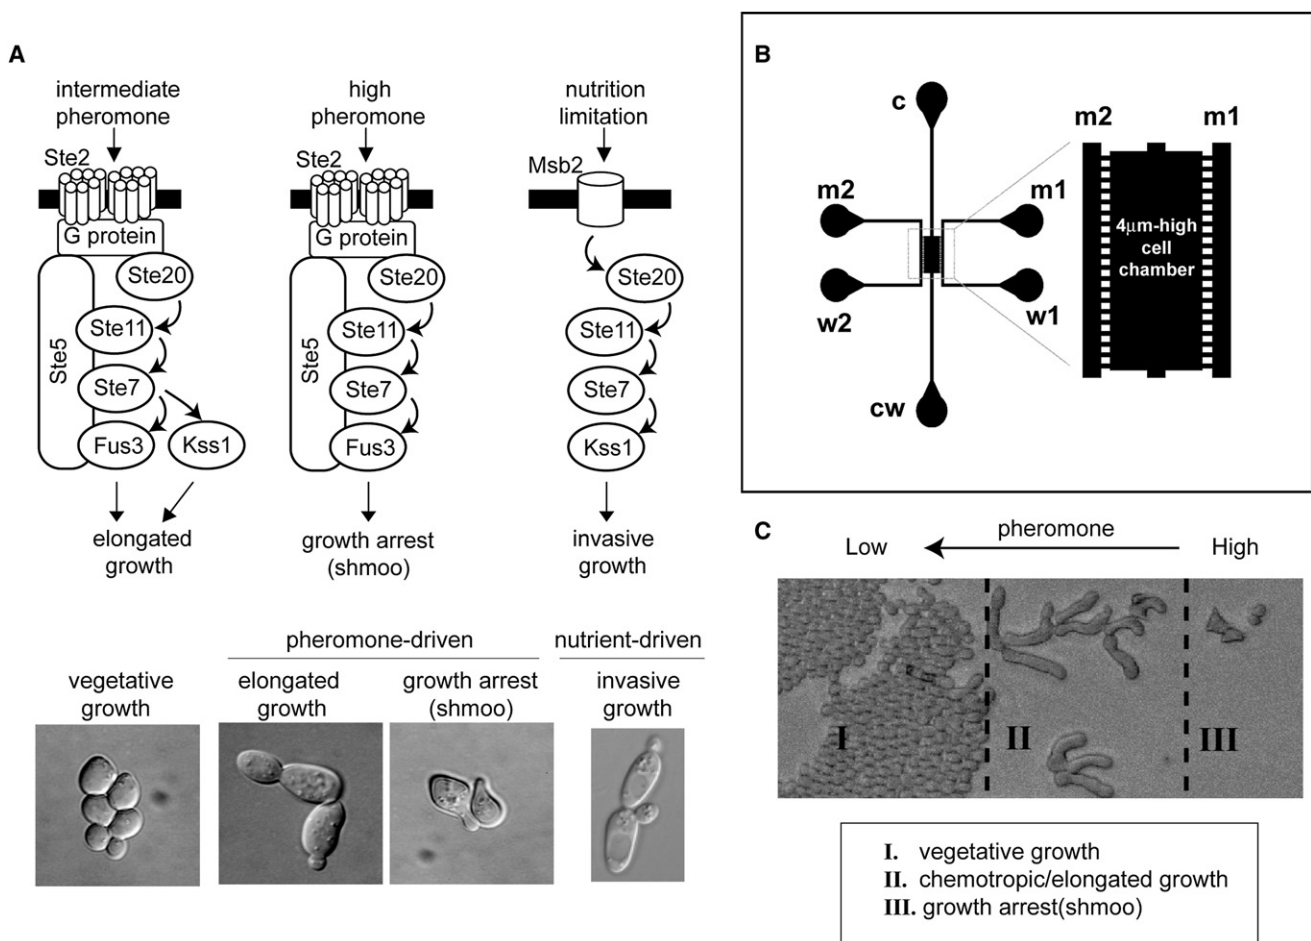 A
intermediate
pheromone
Ste2
G protein
Ste20
Ste11
Ste5
Ste7
Fus3
Kss1
elongated
growth
high
pheromone
Ste2
G protein
Ste20
Ste11
Ste5
Ste7
Fus3
growth arrest
(shmoo)
nutrition
limitation
Msb2
Ste20
Ste11
Ste7
Kss1
invasive
growth
pheromone-driven
nutrient-driven
vegetative
growth
elongated
growth
growth arrest
(shmoo)
invasive
growth
B
c
m2
m1
w2
w1
cw
m2
m1
4μm-high
cell
chamber
C
pheromone
Low
High
I
II
III
I. vegetative growth
II. chemotropic/elongated growth
III. growth arrest(shmoo)